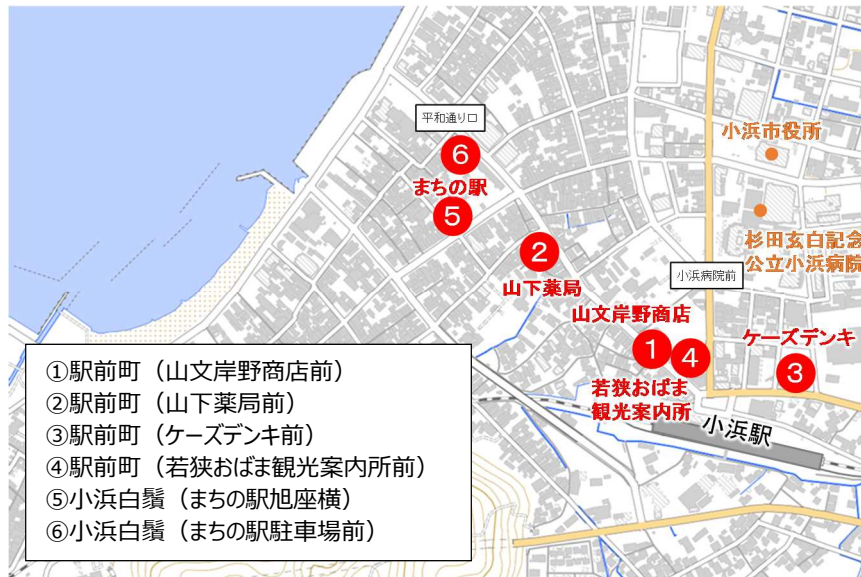 平和通り口
⑥
まちの駅
⑤
小浜市役所
杉田玄白記念
公立小浜病院
②
山下薬局
小浜病院前
山文岸野商店
①
④
若狭おばま
観光案内所
ケーズデンキ
③
小浜駅
①駅前町（山文岸野商店前）
②駅前町（山下薬局前）
③駅前町（ケーズデンキ前）
④駅前町（若狭おばま観光案内所前）
⑤小浜白鬚（まちの駅旭座横）
⑥小浜白鬚（まちの駅駐車場前）